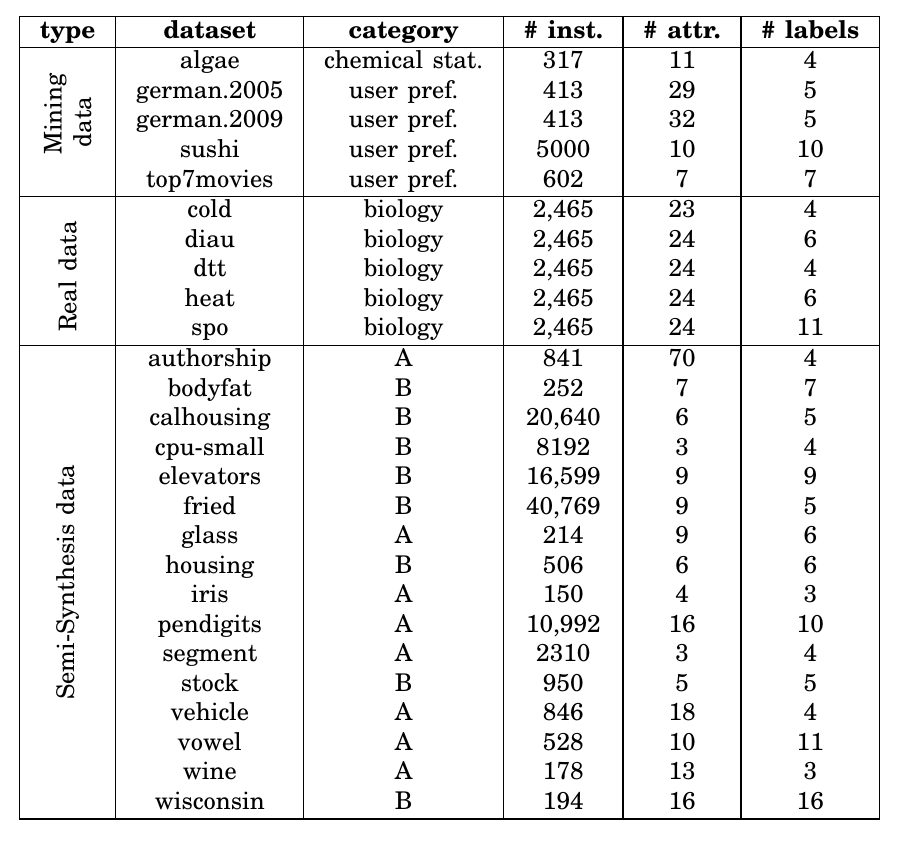 type dataset category # inst. # attr. # labels
Mining data
algae chemical stat. 317 11 4
german.2005 user pref. 413 29 5
german.2009 user pref. 413 32 5
sushi user pref. 5000 10 10
top7movies user pref. 602 7 7
Real data
cold biology 2,465 23 4
diau biology 2,465 24 6
dtt biology 2,465 24 4
heat biology 2,465 24 6
spo biology 2,465 24 11
Semi-Synthesis data
authorship A 841 70 4
bodyfat B 252 7 7
calhousing B 20,640 6 5
cpu-small B 8192 3 4
elevators B 16,599 9 9
fried B 40,769 9 5
glass A 214 9 6
housing B 506 6 6
iris A 150 4 3
pendigits A 10,992 16 10
segment A 2310 3 4
stock B 950 5 5
vehicle A 846 18 4
vowel A 528 10 11
wine A 178 13 3
wisconsin B 194 16 16